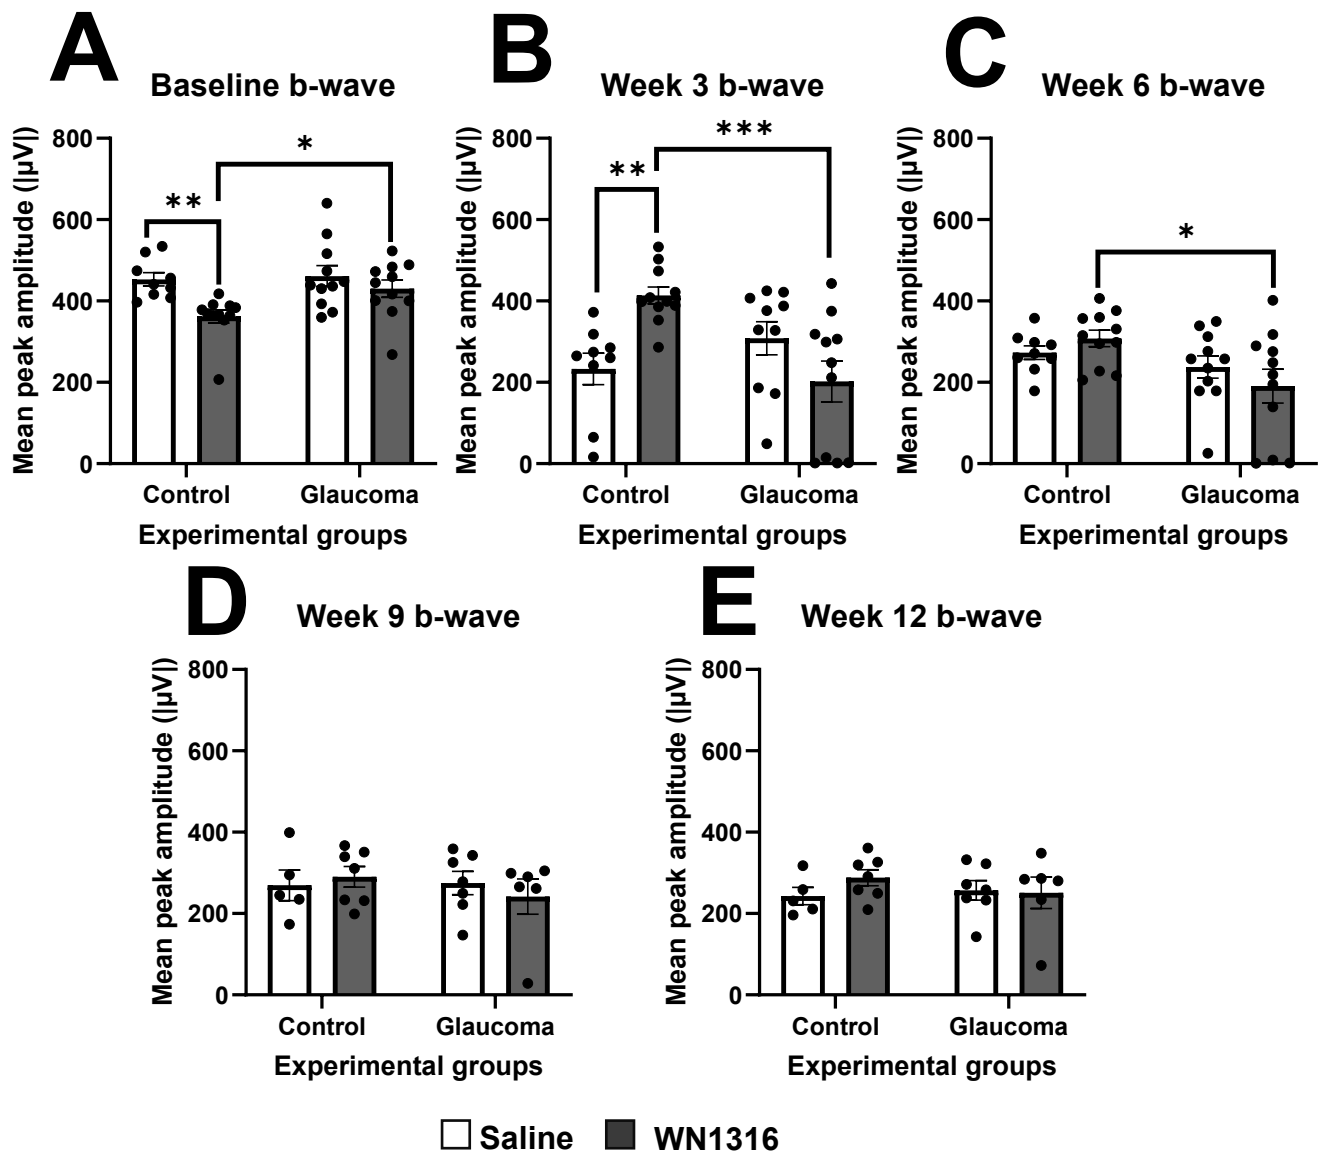 A
Baseline b-wave
Mean peak amplitude (|µV|)
800
600
400
200
0
*
**
Control
Glaucoma
Experimental groups
B
Week 3 b-wave
Mean peak amplitude (|µV|)
800
600
400
200
0
***
**
Control
Glaucoma
Experimental groups
C
Week 6 b-wave
Mean peak amplitude (|µV|)
800
600
400
200
0
*
Control
Glaucoma
Experimental groups
D
Week 9 b-wave
Mean peak amplitude (|µV|)
800
600
400
200
0
Control
Glaucoma
Experimental groups
E
Week 12 b-wave
Mean peak amplitude (|µV|)
800
600
400
200
0
Control
Glaucoma
Experimental groups
Saline
WN1316